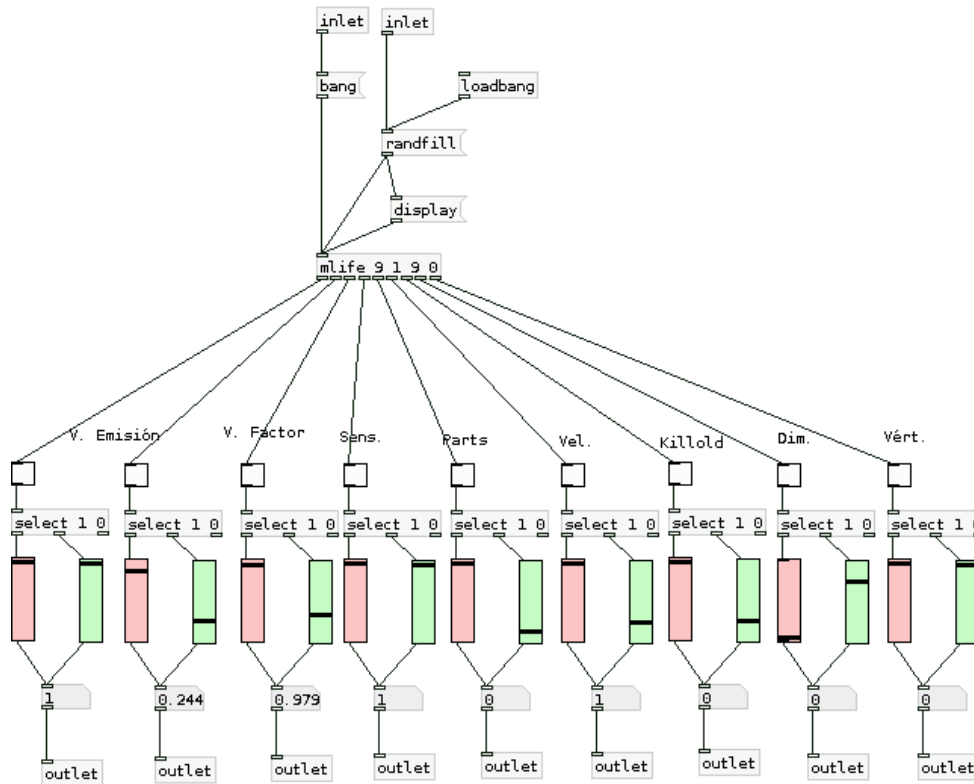 inlet
inlet
bang
loadbang
randfill
display
mlife 9 1 9 0
V. Emisión
V. Factor
Sens.
Parts
Vel.
Killold
Dim.
Vért.
select 1 0
select 1 0
select 1 0
select 1 0
select 1 0
select 1 0
select 1 0
select 1 0
select 1 0
1
0.244
0.979
1
0
1
0
0
0
outlet
outlet
outlet
outlet
outlet
outlet
outlet
outlet
outlet